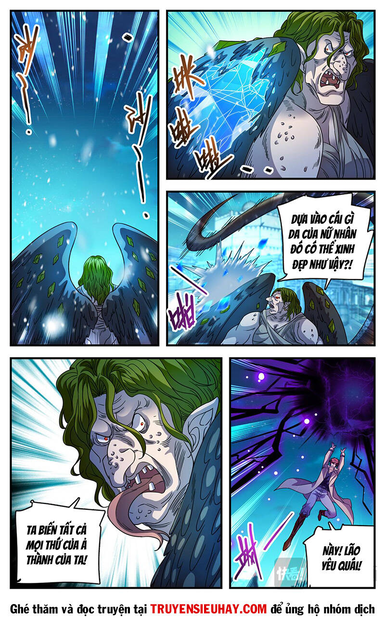 DỰA VÀO CÁI GÌ
DA CỦA NỮ NHÂN
ĐÓ CÓ THỂ XINH
ĐẸP NHƯ VẬY?!
TA BIẾN TẤT CẢ
MỌI THỨ CỦA Ả
THÀNH CỦA TA!
NÀY! LÃO
YÊU QUÁI!
Ghé thăm và đọc truyện tại TRUYENSIEUHAY.COM để ủng hộ nhóm dịch